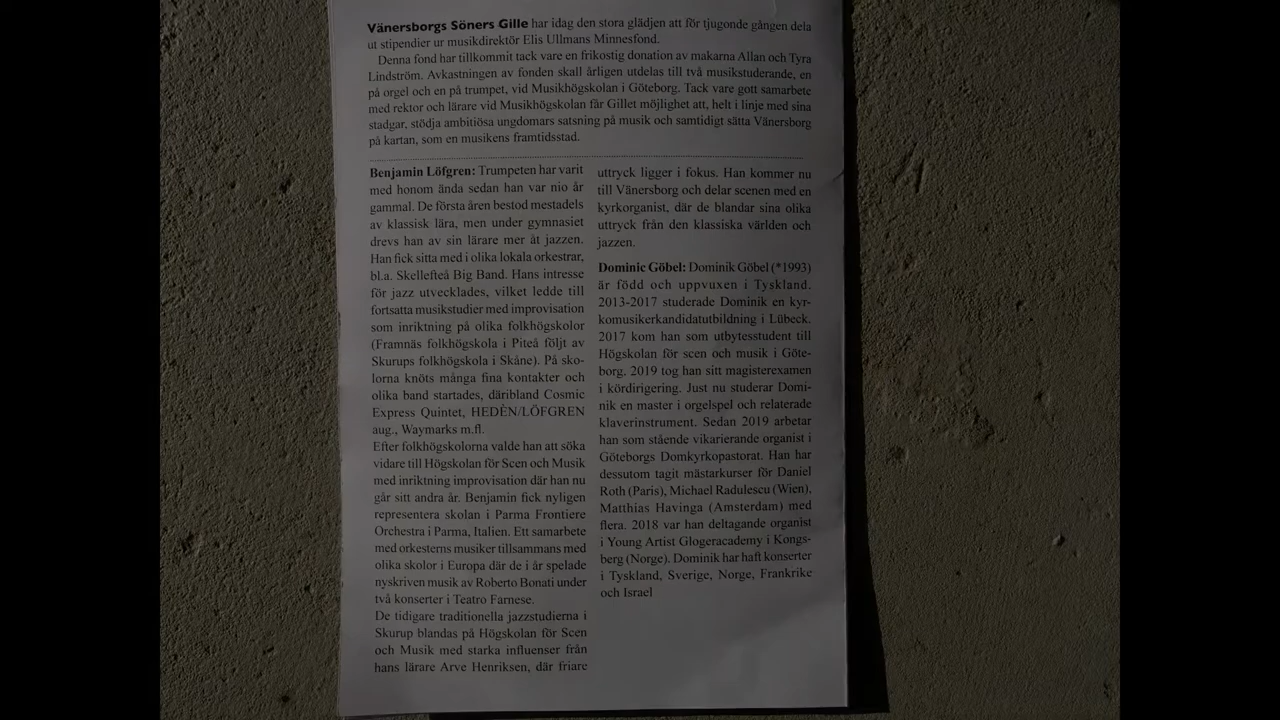 Vänersborgs Söners Gille har idag den stora glädjen att för tjugonde gången dela
ut stipendier ur musikdirektör Elis Ullmans Minnesfond.
Denna fond har tillkommit tack vare en frikostig donation av makarna Allan och Tyra
Lindström. Avkastningen av fonden skall årligen utdelas till två musikstuderande, en
på orgel och en på trumpet, vid Musikhögskolan i Göteborg. Tack vare gott samarbete
med rektor och lärare vid Musikhögskolan får Gillet möjlighet att, helt i linje med sina
stadgar, stödja ambitiösa ungdomars satsning på musik och samtidigt sätta Vänersborg
på kartan, som en musikens framtidsstad.
Benjamin Löfgren: Trumpeten har varit
med honom ända sedan han var nio år
gammal. De första åren bestod mestadels
av klassisk lära, men under gymnasiet
drevs han av sin lärare mer åt jazzen.
Han fick sitta med i olika lokala orkestrar,
bl.a. Skellefteå Big Band. Hans intresse
för jazz utvecklades, vilket ledde till
fortsatta musikstudier med improvisation
som inriktning på olika folkhögskolor
(Framnäs folkhögskola i Piteå följt av
Skurups folkhögskola i Skåne). På sko-
lorna knöts många fina kontakter och
olika band startades, däribland Cosmic
Express Quintet, HEDÈN/LÖFGREN
aug., Waymarks m.fl.
Efter folkhögskolorna valde han att söka
vidare till Högskolan för Scen och Musik
med inriktning improvisation där han nu
går sitt andra år. Benjamin fick nyligen
representera skolan i Parma Frontiere
Orchestra i Parma, Italien. Ett samarbete
med orkesterns musiker tillsammans med
olika skolor i Europa där de i år spelade
nyskriven musik av Roberto Bonati under
två konserter i Teatro Farnese.
De tidigare traditionella jazzstudierna i
Skurup blandas på Högskolan för Scen
och Musik med starka influenser från
hans lärare Arve Henriksen, där friare
uttryck ligger i fokus. Han kommer nu
till Vänersborg och delar scenen med en
kyrkorganist, där de blandar sina olika
uttryck från den klassiska världen och
jazzen.
Dominic Göbel: Dominik Göbel (*1993)
är född och uppvuxen i Tyskland.
2013-2017 studerade Dominik en kyr-
komusikerkandidatutbildning i Lübeck.
2017 kom han som utbytesstudent till
Högskolan för scen och musik i Göte-
borg. 2019 tog han sitt magisterexamen
i kördirigering. Just nu studerar Domi-
nik en master i orgelspel och relaterade
klaverinstrument. Sedan 2019 arbetar
han som stående vikarierande organist i
Göteborgs Domkyrkopastorat. Han har
dessutom tagit mästarkurser för Daniel
Roth (Paris), Michael Radulescu (Wien),
Matthias Havinga (Amsterdam) med
flera. 2018 var han deltagande organist
i Young Artist Glogeracademy i Kongs-
berg (Norge). Dominik har haft konserter
i Tyskland, Sverige, Norge, Frankrike
och Israel